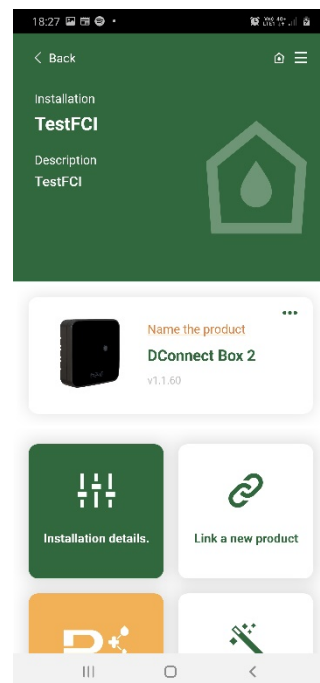 18:27
Back
Installation
TestFCI
Description
TestFCI
Name the product
DConnect Box 2
v1.1.60
Installation details.
Link a new product